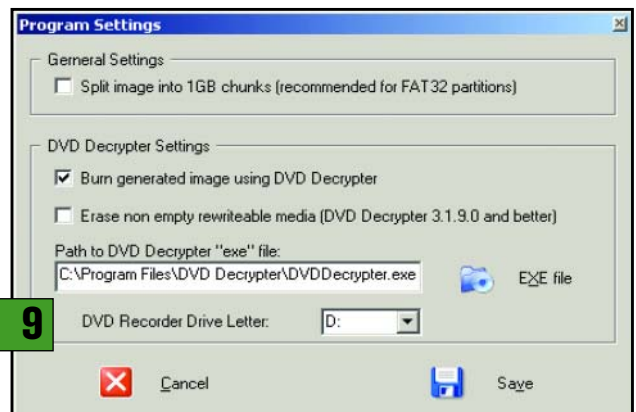 Program Settings
Gerneral Settings
Split image into 1GB chunks (recommended for FAT32 partitions)
DVD Decrypter Settings
Burn generated image using DVD Decrypter
Erase non empty rewriteable media (DVD Decrypter 3.1.9.0 and better)
Path to DVD Decrypter "exe" file:
C:\Program Files\DVD Decrypter\DVDDecrypter.exe
EXE file
9
DVD Recorder Drive Letter: D:
Cancel Save